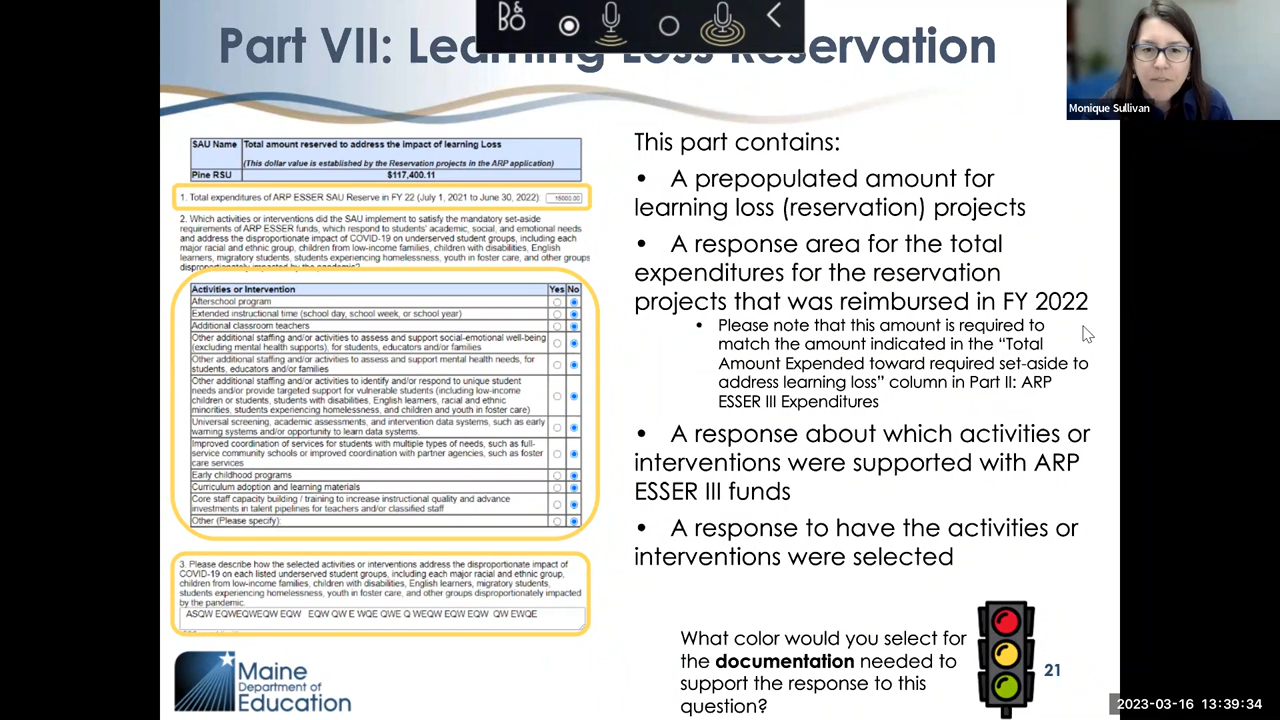 Part VII: Learning Loss Reservation
Monique Sullivan
SAU Name Total amount reserved to address the impact of learning Loss
(This dollar value is established by the Reservation projects in the ARP application)
Pine RSU $117,400.11
1. Total expenditures of ARP ESSER SAU Reserve in FY 22 (July 1, 2021 to June 30, 2022): 15000.00
2. Which activities or interventions did the SAU implement to satisfy the mandatory set-aside
requirements of ARP ESSER funds, which respond to students' academic, social, and emotional needs
and address the disproportionate impact of COVID-19 on underserved student groups, including each
major racial and ethnic group, children from low-income families, children with disabilities, English
learners, migratory students, students experiencing homelessness, youth in foster care, and other groups
disproportionately impacted by the pandemic?
Activities or Intervention Yes No
Afterschool program
Extended instructional time (school day, school week, or school year)
Additional classroom teachers
Other additional staffing and/or activities to assess and support social-emotional well-being
(excluding mental health supports), for students, educators and/or families
Other additional staffing and/or activities to assess and support mental health needs, for
students, educators and/or families
Other additional staffing and/or activities to identify and/or respond to unique student
needs and/or provide targeted support for vulnerable students (including low-income
children or students, students with disabilities, English learners, racial and ethnic
minorities, students experiencing homelessness, and children and youth in foster care)
Universal screening, academic assessments, and intervention data systems, such as early
warning systems and/or opportunity to learn data systems.
Improved coordination of services for students with multiple types of needs, such as full-
service community schools or improved coordination with partner agencies, such as foster
care services
Early childhood programs
Curriculum adoption and learning materials
Core staff capacity building / training to increase instructional quality and advance
investments in talent pipelines for teachers and/or classified staff
Other (Please specify):
3. Please describe how the selected activities or interventions address the disproportionate impact of
COVID-19 on each listed underserved student groups, including each major racial and ethnic group,
children from low-income families, children with disabilities, English learners, migratory students,
students experiencing homelessness, youth in foster care, and other groups disproportionately impacted
by the pandemic.
ASQW EQWEQWEQW EQW EQW QW E WQE QWE Q WEQW EQW EQW QW EWQE
Maine
Department of
Education
This part contains:
• A prepopulated amount for
learning loss (reservation) projects
• A response area for the total
expenditures for the reservation
projects that was reimbursed in FY 2022
• Please note that this amount is required to
match the amount indicated in the “Total
Amount Expended toward required set-aside to
address learning loss” column in Part II: ARP
ESSER III Expenditures
• A response about which activities or
interventions were supported with ARP
ESSER III funds
• A response to have the activities or
interventions were selected
What color would you select for
the documentation needed to
support the response to this
question?
21
2023-03-16 13:39:34